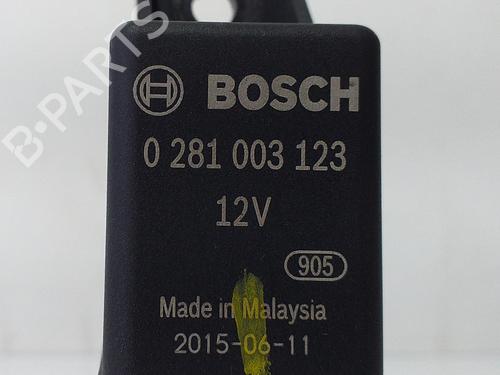 BOSCH
0 281 003 123
12V
905
Made in Malaysia
2015-06-11
B-PARTS